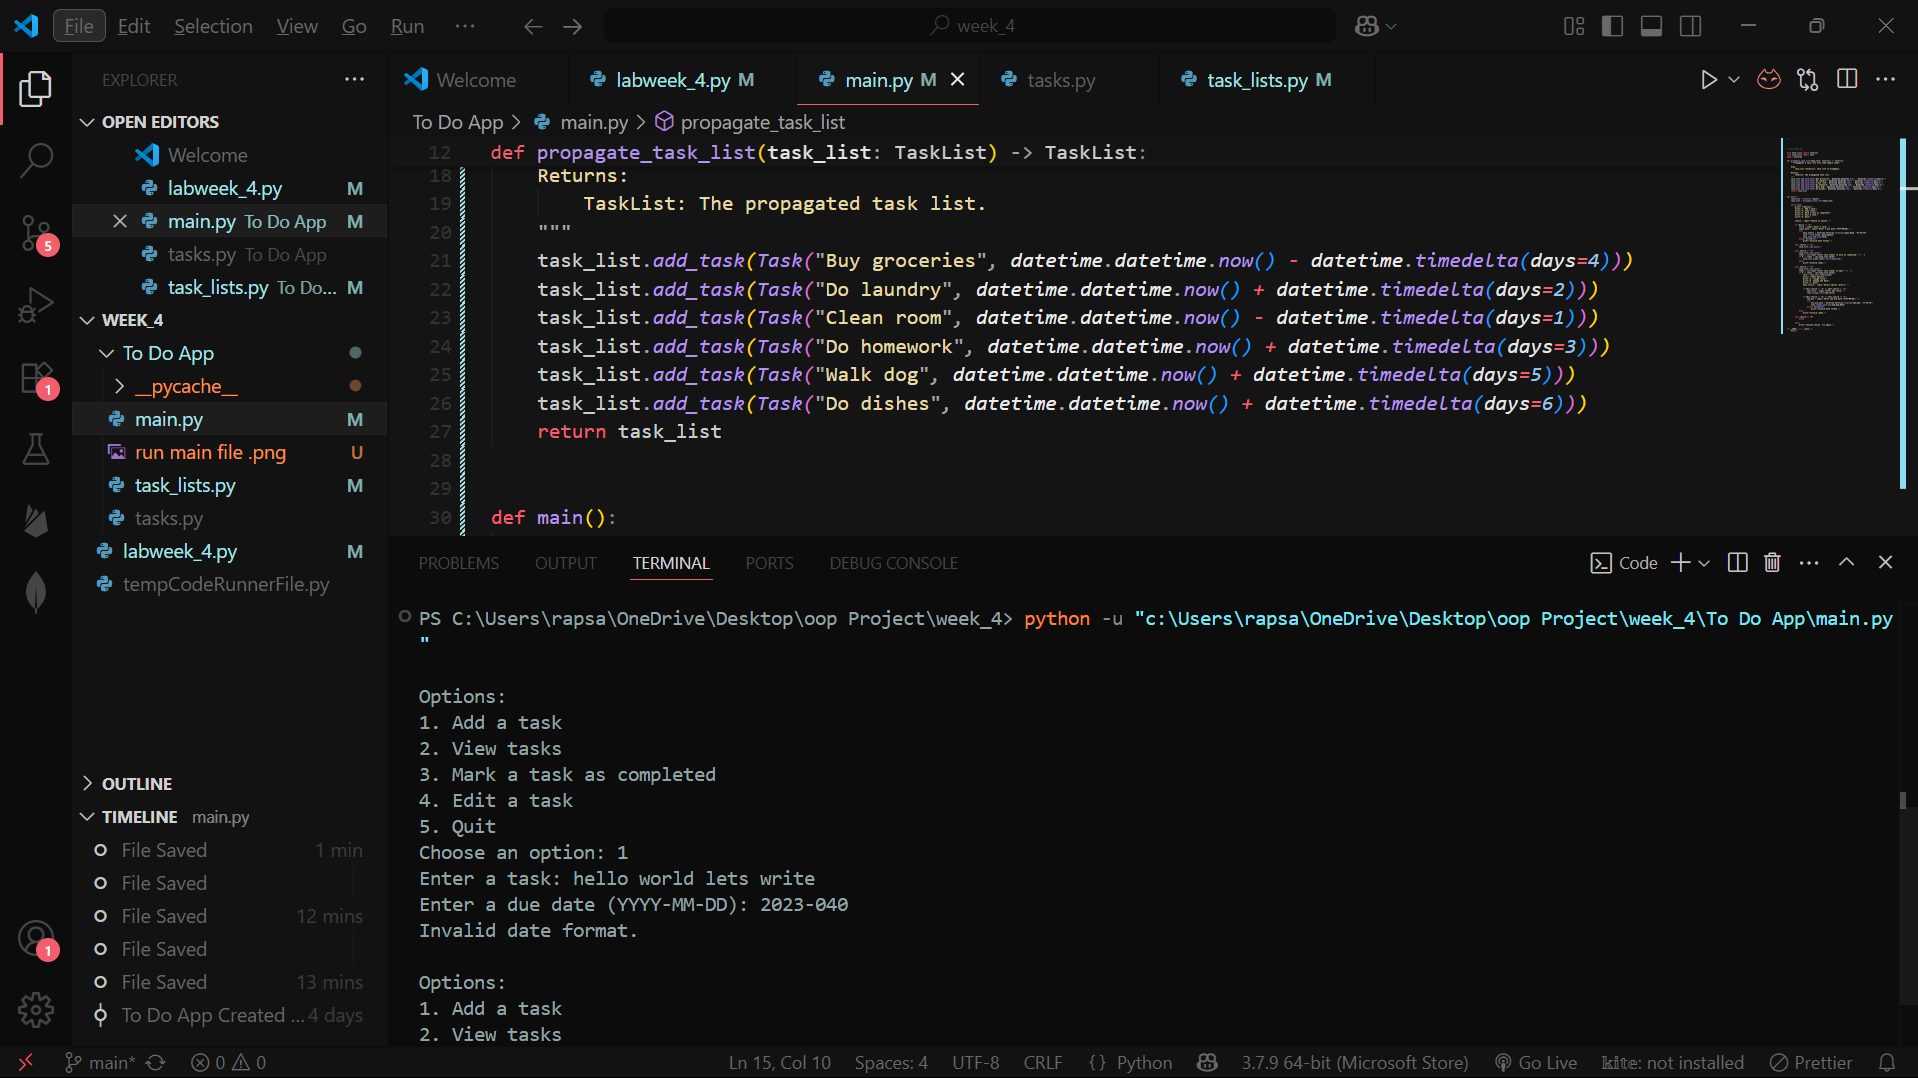 File Edit Selection View Go Run ··· week_4
EXPLORER
OPEN EDITORS
Welcome
labweek_4.py M
main.py To Do App M
tasks.py To Do App
task_lists.py To Do... M
WEEK_4
To Do App
__pycache__
main.py M
run main file .png U
task_lists.py M
tasks.py
labweek_4.py M
tempCodeRunnerFile.py
OUTLINE
TIMELINE main.py
File Saved 1 min
File Saved
File Saved 12 mins
File Saved
File Saved 13 mins
To Do App Created ... 4 days
5
1
1
Welcome labweek_4.py M main.py M tasks.py task_lists.py M
To Do App > main.py > propagate_task_list
12 def propagate_task_list(task_list: TaskList) -> TaskList:
18 Returns:
19 TaskList: The propagated task list.
20 """
21 task_list.add_task(Task("Buy groceries", datetime.datetime.now() - datetime.timedelta(days=4)))
22 task_list.add_task(Task("Do laundry", datetime.datetime.now() + datetime.timedelta(days=2)))
23 task_list.add_task(Task("Clean room", datetime.datetime.now() - datetime.timedelta(days=1)))
24 task_list.add_task(Task("Do homework", datetime.datetime.now() + datetime.timedelta(days=3)))
25 task_list.add_task(Task("Walk dog", datetime.datetime.now() + datetime.timedelta(days=5)))
26 task_list.add_task(Task("Do dishes", datetime.datetime.now() + datetime.timedelta(days=6)))
27 return task_list
28
29
30 def main():
PROBLEMS OUTPUT TERMINAL PORTS DEBUG CONSOLE Code
PS C:\Users\rapsa\OneDrive\Desktop\oop Project\week_4> python -u "c:\Users\rapsa\OneDrive\Desktop\oop Project\week_4\To Do App\main.py
"
Options:
1. Add a task
2. View tasks
3. Mark a task as completed
4. Edit a task
5. Quit
Choose an option: 1
Enter a task: hello world lets write
Enter a due date (YYYY-MM-DD): 2023-040
Invalid date format.
Options:
1. Add a task
2. View tasks
main* 0 0 Ln 15, Col 10 Spaces: 4 UTF-8 CRLF {} Python 3.7.9 64-bit (Microsoft Store) Go Live kite: not installed Prettier